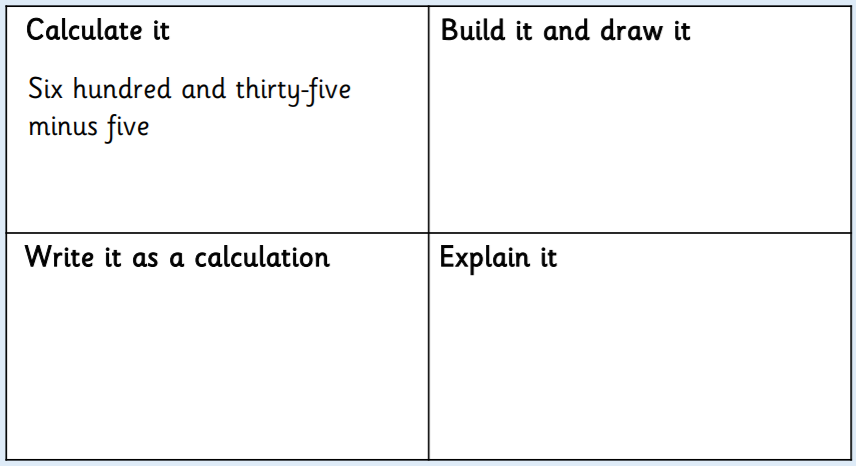 Calculate it
Six hundred and thirty-five
minus five
Build it and draw it
Write it as a calculation
Explain it